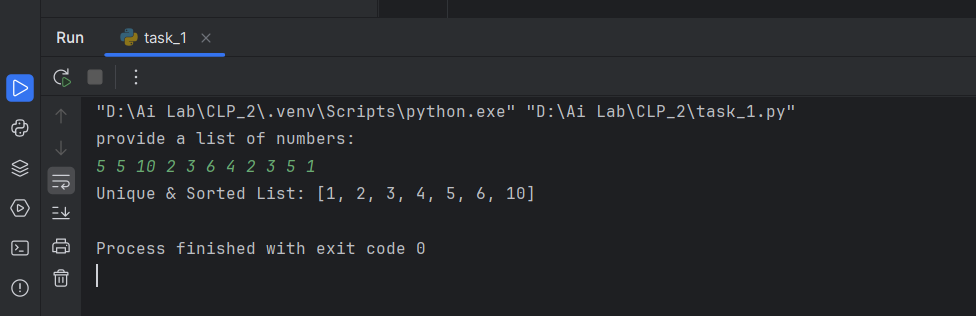 Run
task_1
"D:\Ai Lab\CLP_2\.venv\Scripts\python.exe" "D:\Ai Lab\CLP_2\task_1.py"
provide a list of numbers:
5 5 10 2 3 6 4 2 3 5 1
Unique & Sorted List: [1, 2, 3, 4, 5, 6, 10]
Process finished with exit code 0